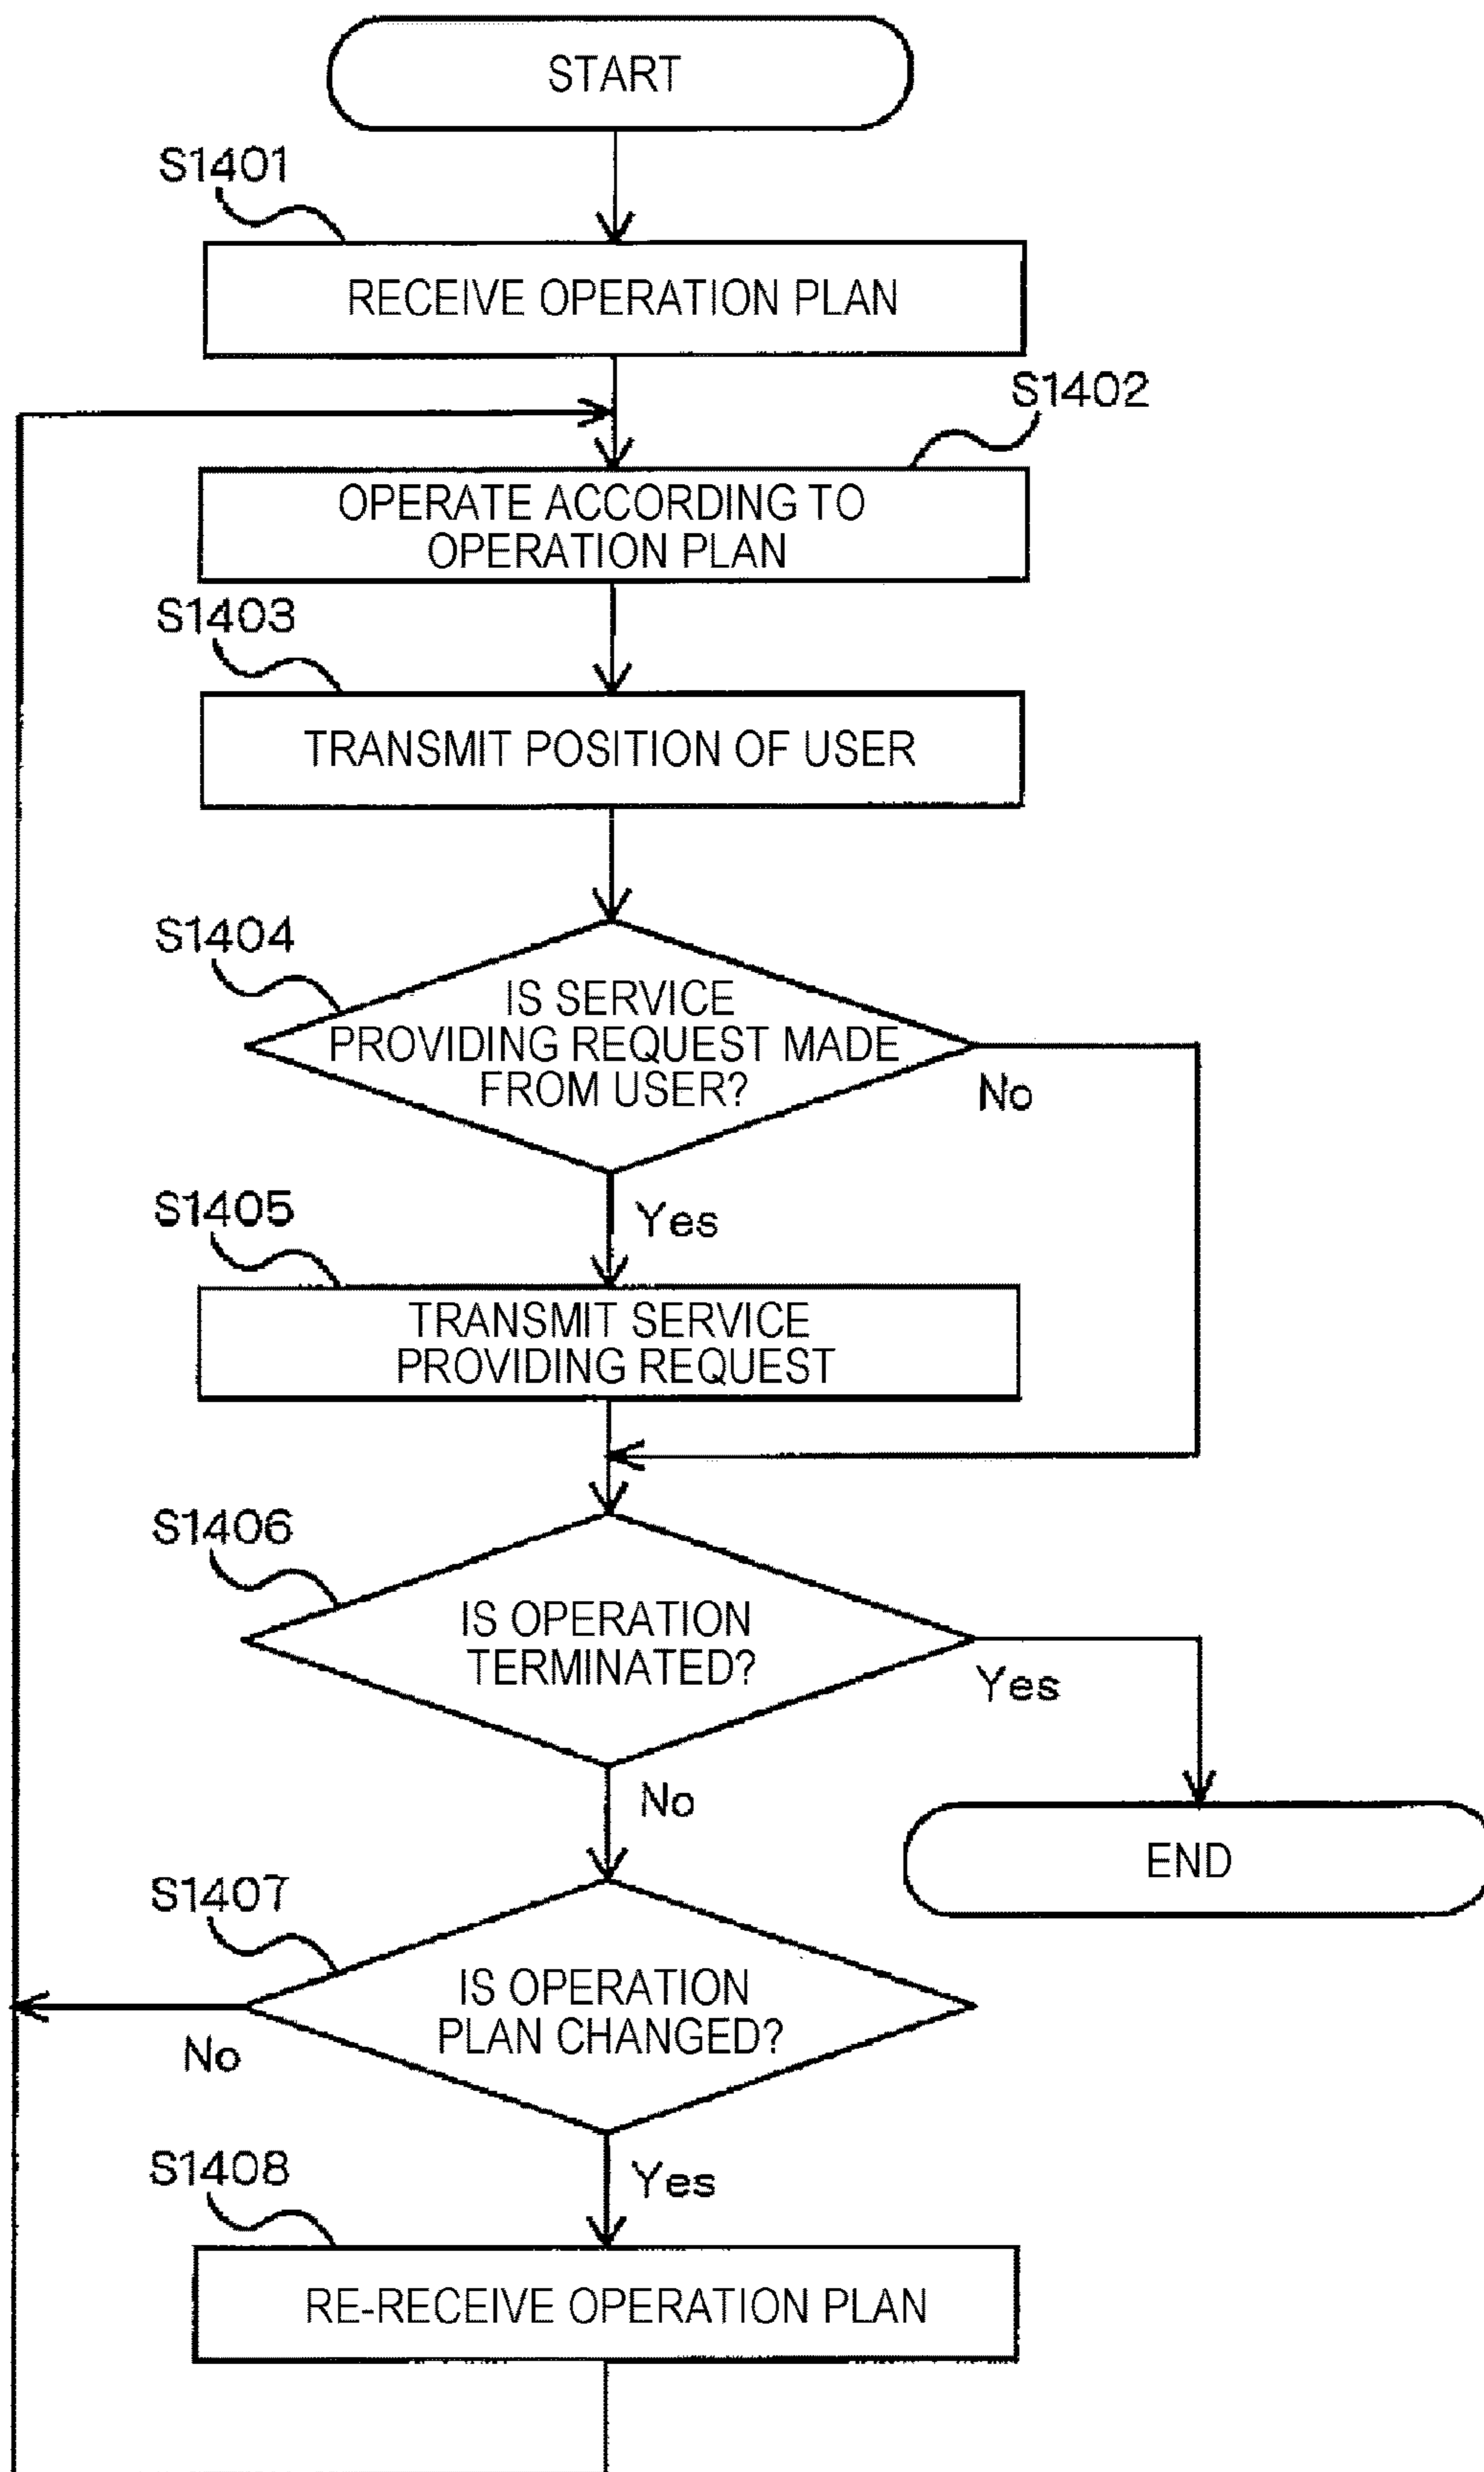 START
S1401
RECEIVE OPERATION PLAN
S1402
OPERATE ACCORDING TO
OPERATION PLAN
S1403
TRANSMIT POSITION OF USER
S1404
IS SERVICE
PROVIDING REQUEST MADE
FROM USER?
No
Yes
S1405
TRANSMIT SERVICE
PROVIDING REQUEST
S1406
IS OPERATION
TERMINATED?
Yes
No
END
S1407
IS OPERATION
PLAN CHANGED?
No
Yes
S1408
RE-RECEIVE OPERATION PLAN